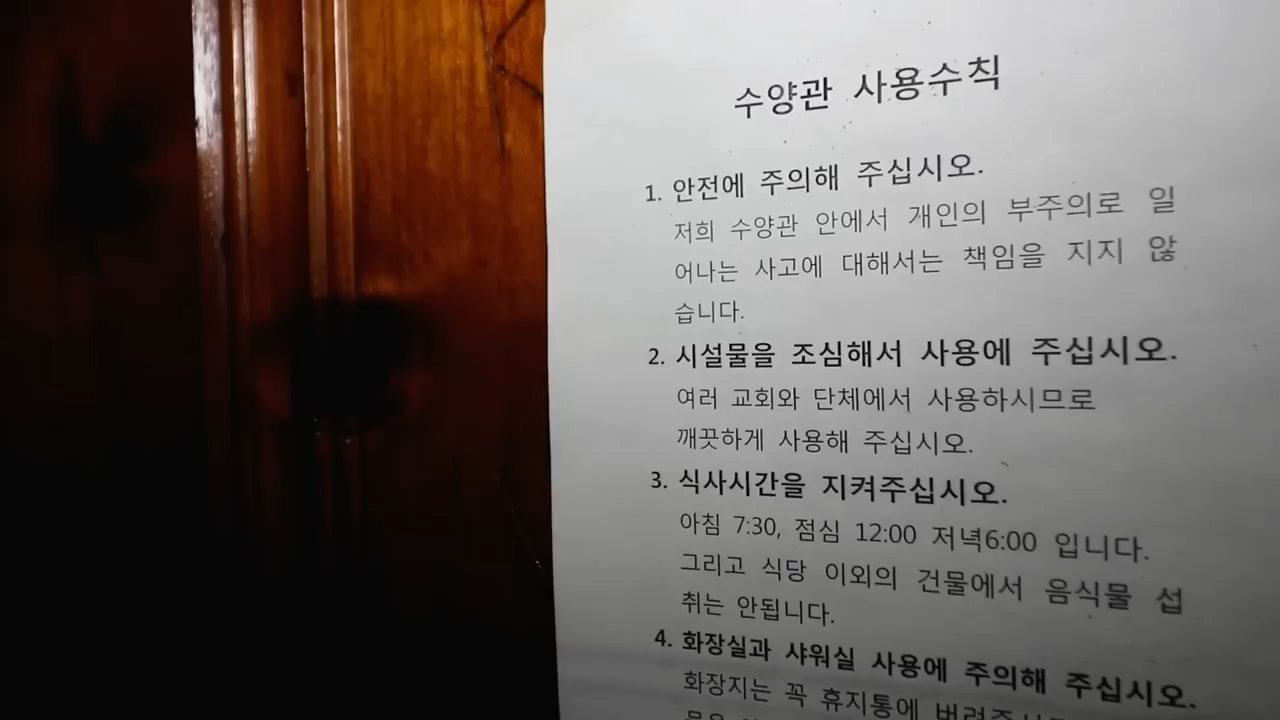 수양관 사용수칙
1. 안전에 주의해 주십시오.
저희 수양관 안에서 개인의 부주의로 일
어나는 사고에 대해서는 책임을 지지 않
습니다.
2. 시설물을 조심해서 사용에 주십시오.
여러 교회와 단체에서 사용하시므로
깨끗하게 사용해 주십시오.
3. 식사시간을 지켜주십시오.
아침 7:30, 점심 12:00 저녁6:00 입니다.
그리고 식당 이외의 건물에서 음식물 섭
취는 안됩니다.
4. 화장실과 샤워실 사용에 주의해 주십시오.
화장지는 꼭 휴지통에